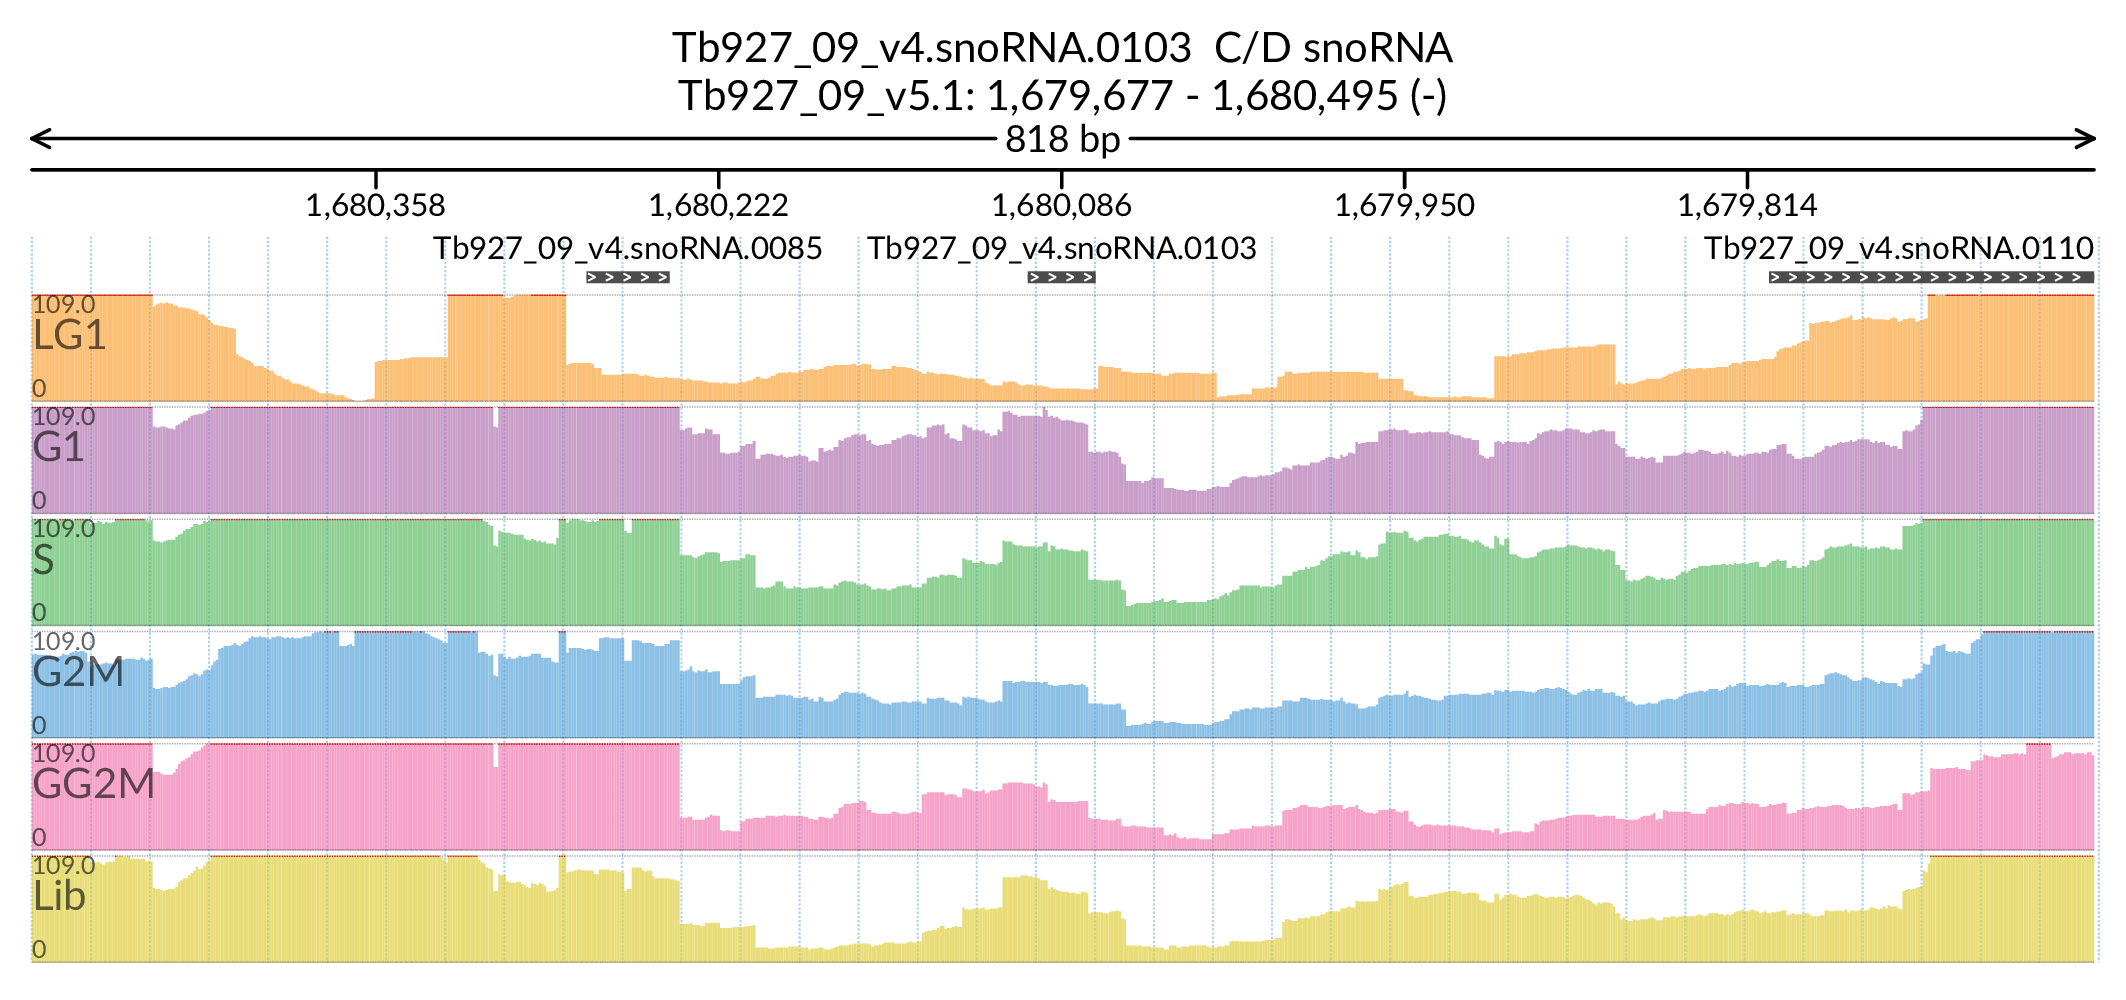 Tb927_09_v4.snoRNA.0103 C/D snoRNA
Tb927_09_v5.1: 1,679,677 - 1,680,495 (-)
818 bp
1,680,358 1,680,222 1,680,086 1,679,950 1,679,814
Tb927_09_v4.snoRNA.0085 Tb927_09_v4.snoRNA.0103 Tb927_09_v4.snoRNA.0110
109.0
LG1
0
109.0
G1
0
109.0
S
0
109.0
G2M
0
109.0
GG2M
0
109.0
Lib
0